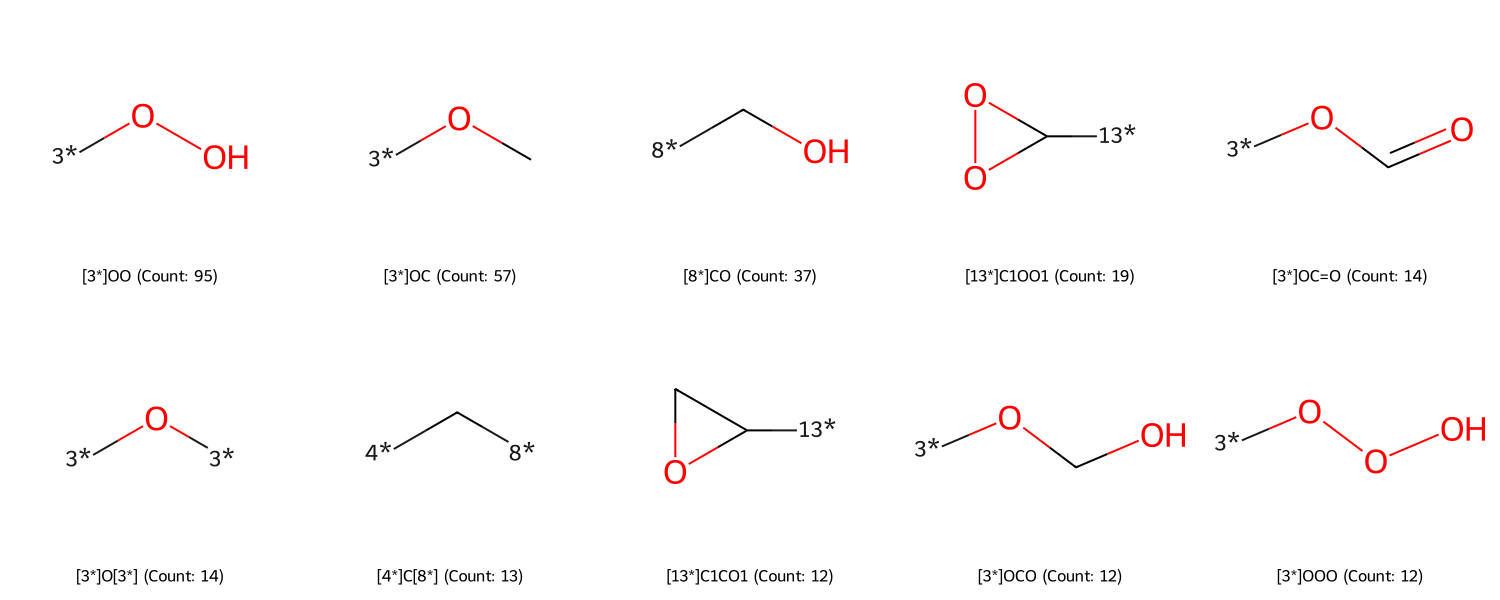 3* O OH
3* O
8* OH
O O 13*
3* O O
[3*]OO (Count: 95)
[3*]OC (Count: 57)
[8*]CO (Count: 37)
[13*]C1OO1 (Count: 19)
[3*]OC=O (Count: 14)
3* O 3*
4* 8*
O 13*
3* O OH
3* O O OH
[3*]O[3*] (Count: 14)
[4*]C[8*] (Count: 13)
[13*]C1CO1 (Count: 12)
[3*]OCO (Count: 12)
[3*]OOO (Count: 12)